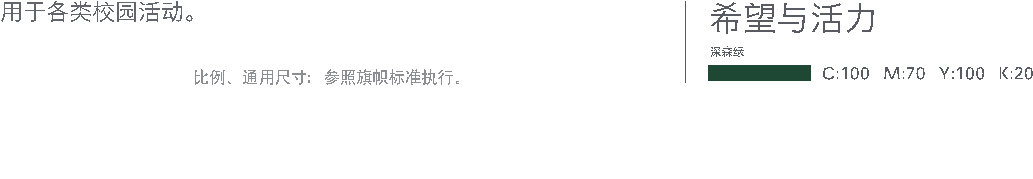 用于各类校园活动。
比例、通用尺寸：参照旗帜标准执行。
希望与活力
深森绿
C:100 M:70 Y:100 K:20